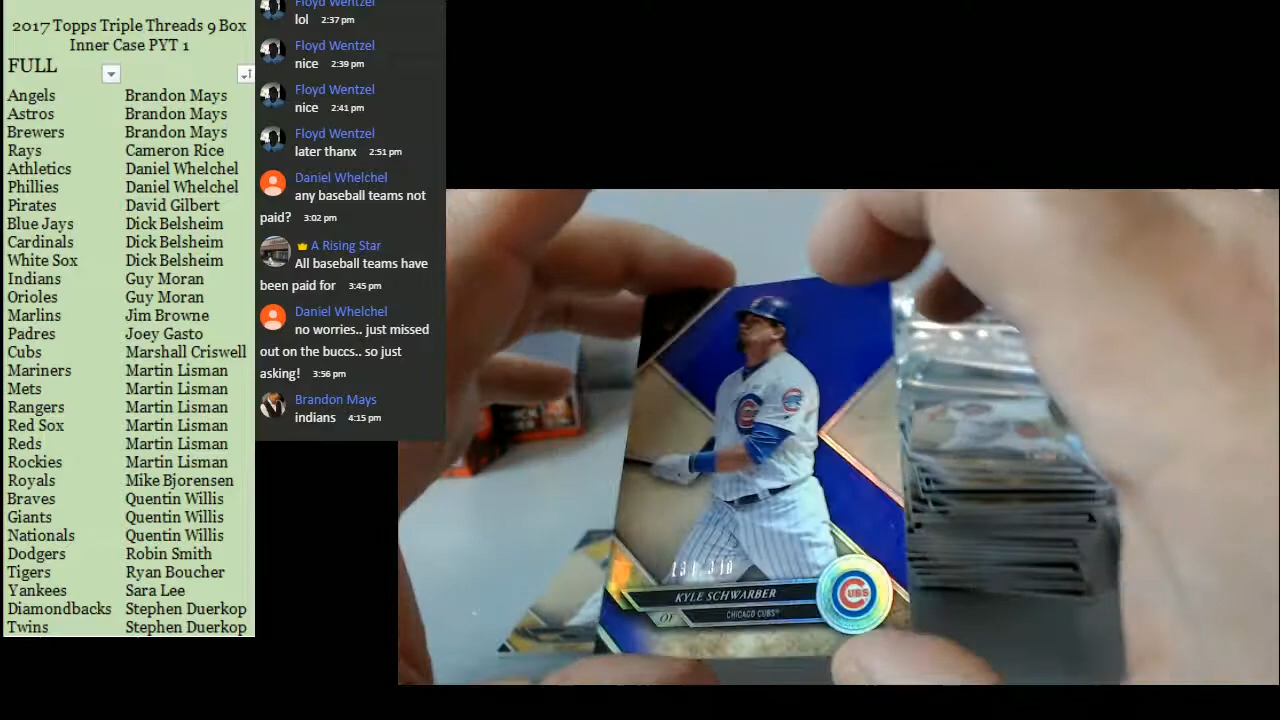 2017 Topps Triple Threads 9 Box
Inner Case PYT 1
FULL
Angels Brandon Mays
Astros Brandon Mays
Brewers Brandon Mays
Rays Cameron Rice
Athletics Daniel Whelchel
Phillies Daniel Whelchel
Pirates David Gilbert
Blue Jays Dick Belsheim
Cardinals Dick Belsheim
White Sox Dick Belsheim
Indians Guy Moran
Orioles Guy Moran
Marlins Jim Browne
Padres Joey Gasto
Cubs Marshall Criswell
Mariners Martin Lisman
Mets Martin Lisman
Rangers Martin Lisman
Red Sox Martin Lisman
Reds Martin Lisman
Rockies Martin Lisman
Royals Mike Bjorensen
Braves Quentin Willis
Giants Quentin Willis
Nationals Quentin Willis
Dodgers Robin Smith
Tigers Ryan Boucher
Yankees Sara Lee
Diamondbacks Stephen Duerkop
Twins Stephen Duerkop
Floyd Wentzel
lol 2:37 pm
Floyd Wentzel
nice 2:39 pm
Floyd Wentzel
nice 2:41 pm
Floyd Wentzel
later thanx 2:51 pm
Daniel Whelchel
any baseball teams not
paid? 3:02 pm
A Rising Star
All baseball teams have
been paid for 3:45 pm
Daniel Whelchel
no worries.. just missed
out on the buccs.. so just
asking! 3:56 pm
Brandon Mays
indians 4:15 pm
KYLE SCHWARBER
OF CHICAGO CUBS
CUBS